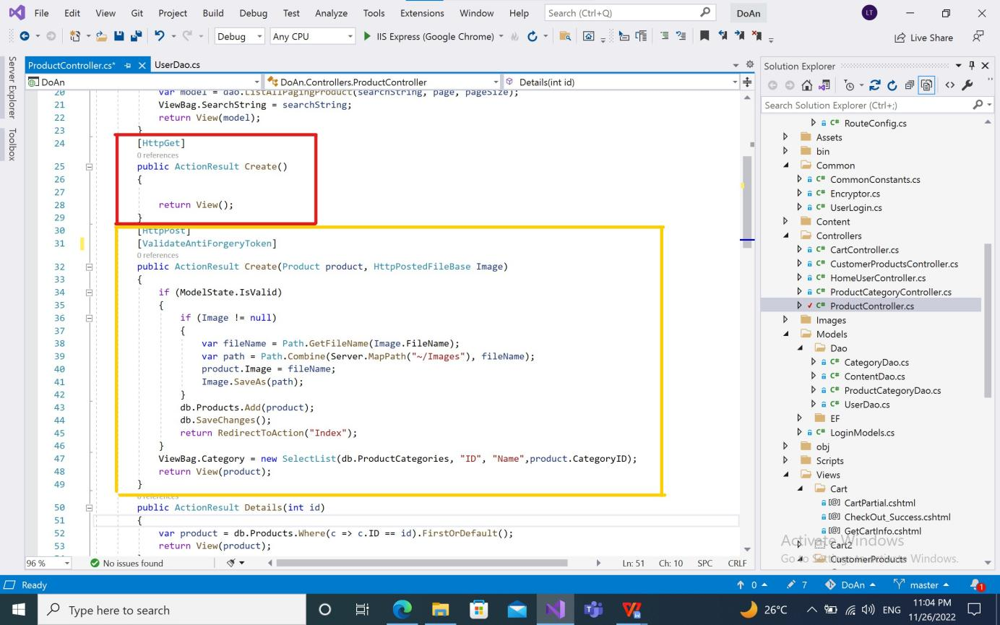 File Edit View Git Project Build Debug Test Analyze Tools Extensions Window Help Search (Ctrl+Q) DoAn LT
Debug Any CPU IIS Express (Google Chrome) Live Share
Server Explorer
Toolbox
ProductController.cs* UserDao.cs
DoAn DoAn.Controllers.ProductController Details(int id)
20 var model = dao.ListAllPagingProduct(searchString, page, pageSize);
21 ViewBag.SearchString = searchString;
22 return View(model);
23 }
24 [HttpGet]
0 references
25 public ActionResult Create()
26 {
27
28 return View();
29 }
30 [HttpPost]
31 [ValidateAntiForgeryToken]
0 references
32 public ActionResult Create(Product product, HttpPostedFileBase Image)
33 {
34 if (ModelState.IsValid)
35 {
36 if (Image != null)
37 {
38 var fileName = Path.GetFileName(Image.FileName);
39 var path = Path.Combine(Server.MapPath("~/Images"), fileName);
40 product.Image = fileName;
41 Image.SaveAs(path);
42 }
43 db.Products.Add(product);
44 db.SaveChanges();
45 return RedirectToAction("Index");
46 }
47 ViewBag.Category = new SelectList(db.ProductCategories, "ID", "Name",product.CategoryID);
48 return View(product);
49 }
0 references
50 public ActionResult Details(int id)
51 {
52 var product = db.Products.Where(c => c.ID == id).FirstOrDefault();
53 return View(product);
96 % No issues found Ln: 51 Ch: 10 SPC CRLF
Solution Explorer
Search Solution Explorer (Ctrl+;)
C# RouteConfig.cs
Assets
bin
Common
C# CommonConstants.cs
C# Encryptor.cs
C# UserLogin.cs
Content
Controllers
C# CartController.cs
C# CustomerProductsController.cs
C# HomeUserController.cs
C# ProductCategoryController.cs
C# ProductController.cs
Images
Models
Dao
C# CategoryDao.cs
C# ContentDao.cs
C# ProductCategoryDao.cs
C# UserDao.cs
EF
C# LoginModels.cs
obj
Scripts
Views
Cart
[@] CartPartial.cshtml
[@] CheckOut_Success.cshtml
[@] GetCartInfo.cshtml
Cart2
CustomerProducts
Activate Windows
Go to Settings to activate Windows.
Ready 0 7 DoAn master 1
Type here to search 26°C ENG 11:04 PM
11/26/2022